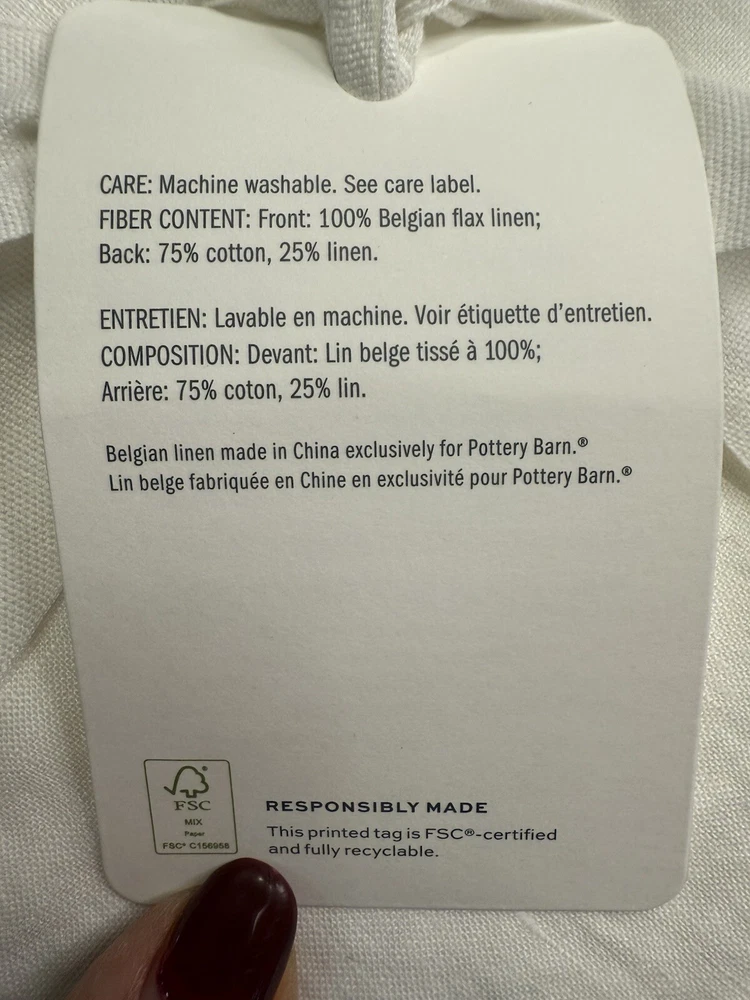 CARE: Machine washable. See care label.
FIBER CONTENT: Front: 100% Belgian flax linen;
Back: 75% cotton, 25% linen.
ENTRETIEN: Lavable en machine. Voir étiquette d'entretien.
COMPOSITION: Devant: Lin belge tissé à 100%;
Arrière: 75% coton, 25% lin.
Belgian linen made in China exclusively for Pottery Barn.®
Lin belge fabriquée en Chine en exclusivité pour Pottery Barn.®
FSC
MIX
Paper
FSC® C156958
RESPONSIBLY MADE
This printed tag is FSC®-certified
and fully recyclable.